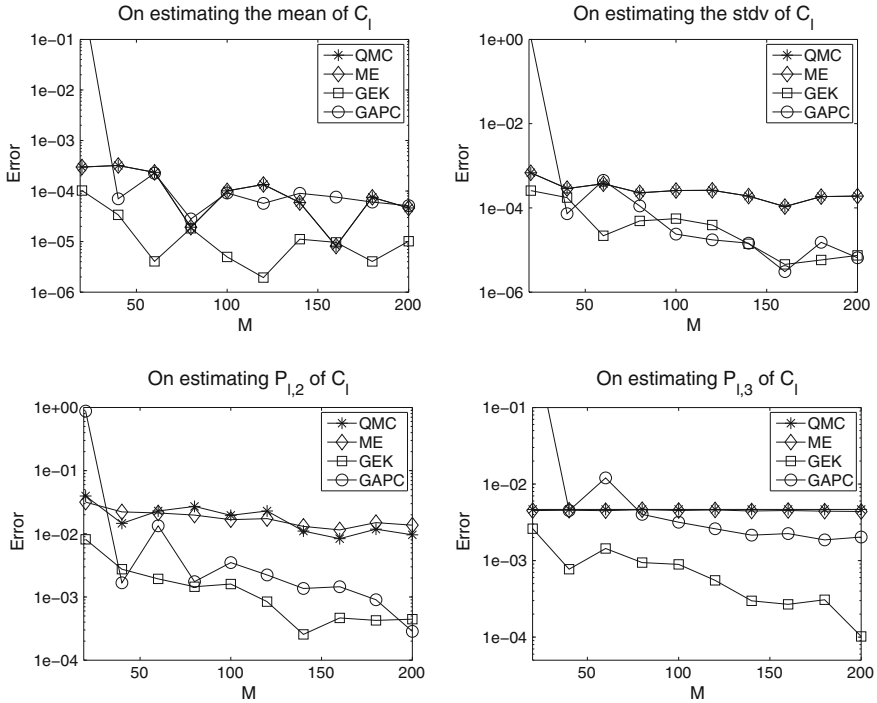 On estimating the mean of C_l
1e−01
1e−02
1e−03
1e−04
1e−05
1e−06
Error
50
100
150
200
M
QMC
ME
GEK
GAPC
On estimating the stdv of C_l
1e+00
1e−02
1e−04
1e−06
Error
50
100
150
200
M
QMC
ME
GEK
GAPC
On estimating P_l,2 of C_l
1e+00
1e−01
1e−02
1e−03
1e−04
Error
50
100
150
200
M
QMC
ME
GEK
GAPC
On estimating P_l,3 of C_l
1e−01
1e−02
1e−03
1e−04
Error
50
100
150
200
M
QMC
ME
GEK
GAPC